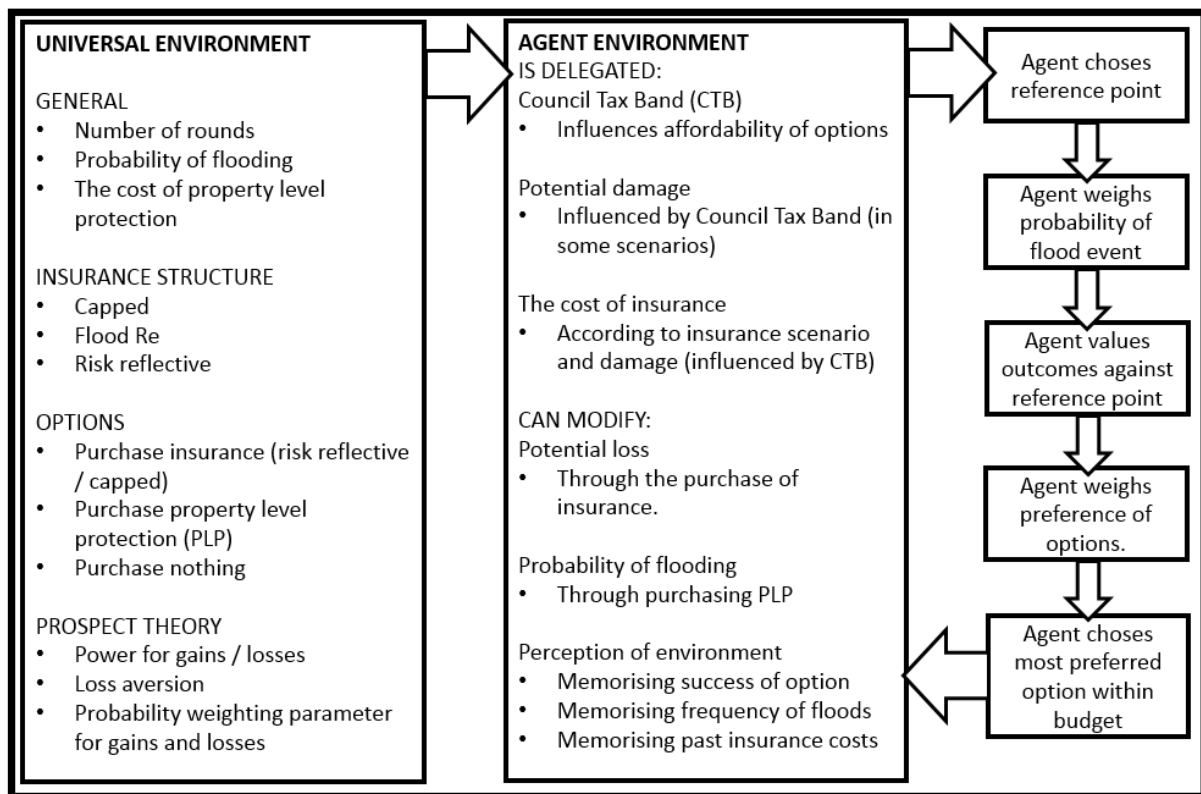 UNIVERSAL ENVIRONMENT
GENERAL
• Number of rounds
• Probability of flooding
• The cost of property level
protection
INSURANCE STRUCTURE
• Capped
• Flood Re
• Risk reflective
OPTIONS
• Purchase insurance (risk reflective
/ capped)
• Purchase property level
protection (PLP)
• Purchase nothing
PROSPECT THEORY
• Power for gains / losses
• Loss aversion
• Probability weighting parameter
for gains and losses
AGENT ENVIRONMENT
IS DELEGATED:
Council Tax Band (CTB)
• Influences affordability of options
Potential damage
• Influenced by Council Tax Band (in
some scenarios)
The cost of insurance
• According to insurance scenario
and damage (influenced by CTB)
CAN MODIFY:
Potential loss
• Through the purchase of
insurance.
Probability of flooding
• Through purchasing PLP
Perception of environment
• Memorising success of option
• Memorising frequency of floods
• Memorising past insurance costs
Agent choses
reference point
Agent weighs
probability of
flood event
Agent values
outcomes against
reference point
Agent weighs
preference of
options.
Agent choses
most preferred
option within
budget